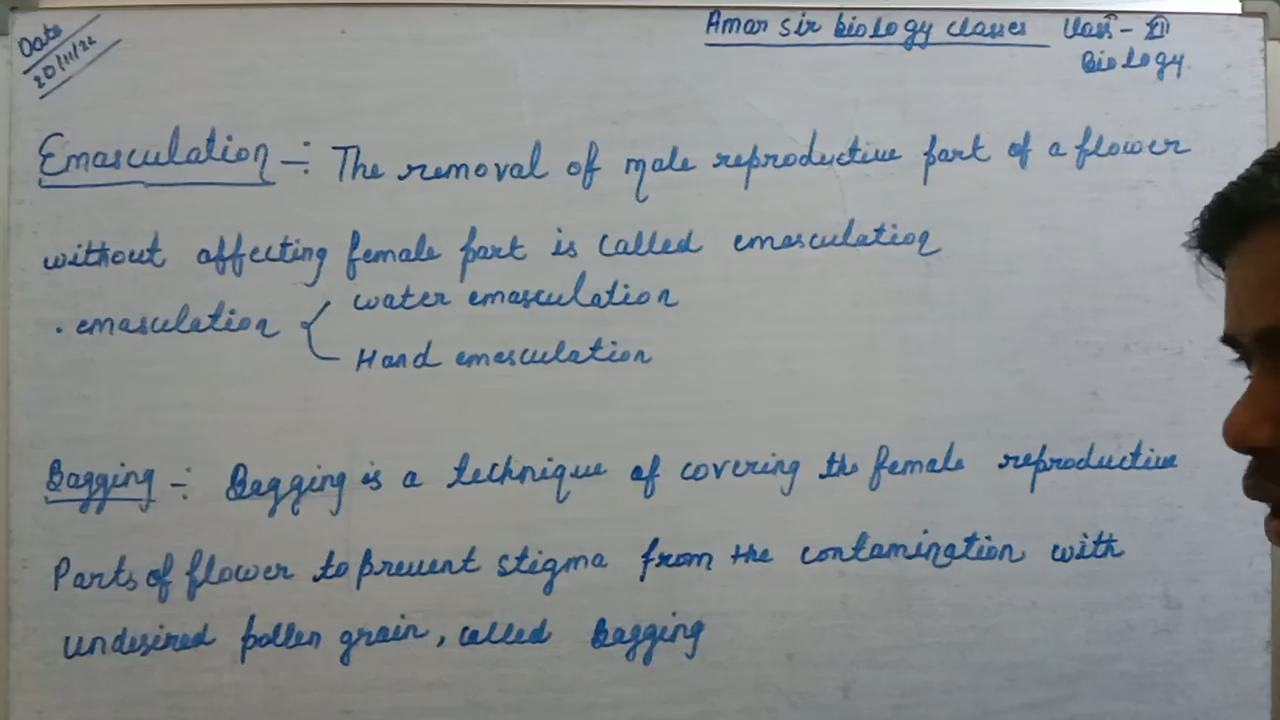 Date
20/11/22
Amar sir biology classes Class - XII
Biology
Emasculation -: The removal of male reproductive part of a flower
without affecting female part is called emasculation
. emasculation { water emasculation
Hand emasculation
Bagging -: Bagging is a technique of covering the female reproductive
Parts of flower to prevent stigma from the contamination with
undesired pollen grain, called Bagging